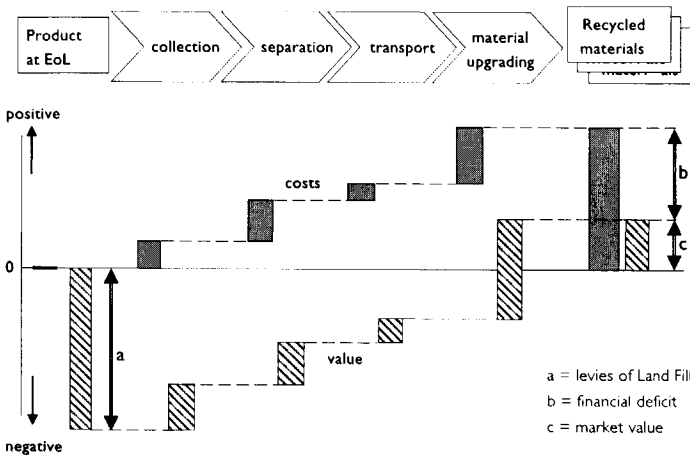 Product
at EoL
collection
separation
transport
material
upgrading
Recycled
materials
positive
costs
b
c
0
a
value
negative
a = levies of Land Fill
b = financial deficit
c = market value